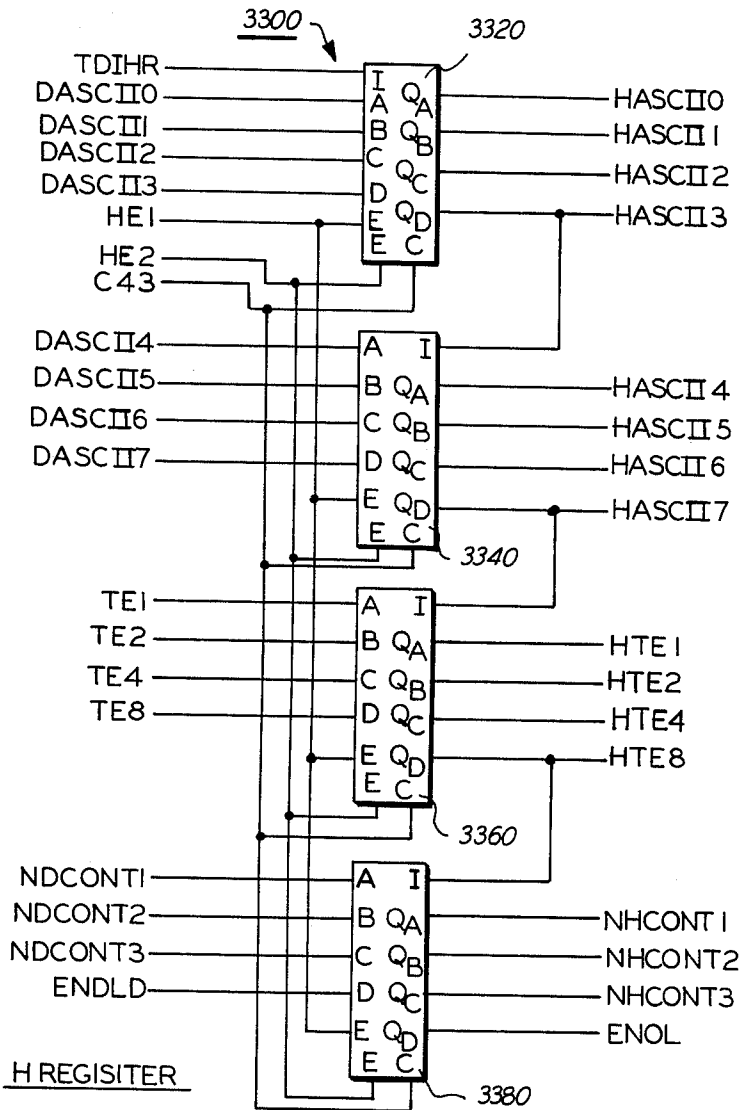 3300
3320
TDIHR I QA HASCII0
DASCII0 A
DASCII1 B QB HASCII1
DASCII2 C QC HASCII2
DASCII3 D QD HASCII3
HE1 E
HE2 E C
C43
DASCII4 A I
DASCII5 B QA HASCII4
DASCII6 C QB HASCII5
DASCII7 D QC HASCII6
E QD HASCII7
E C 3340
TE1 A I
TE2 B QA HTE1
TE4 C QB HTE2
TE8 D QC HTE4
E QD HTE8
E C 3360
NDCONT1 A I
NDCONT2 B QA NHCONT1
NDCONT3 C QB NHCONT2
ENDLD D QC NHCONT3
E QD ENOL
E C 3380
H REGISITER